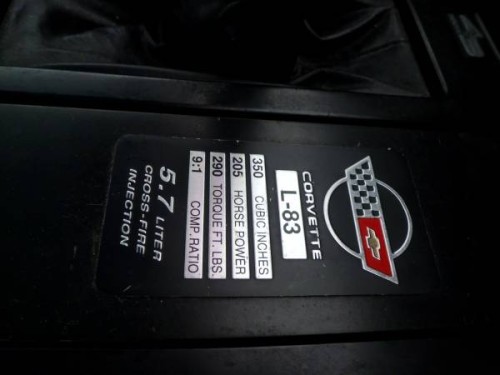 CORVETTE
L-83
350 CUBIC INCHES
205 HORSE POWER
290 TORQUE FT. LBS.
9:1 COMP. RATIO
5.7 LITER
CROSS-FIRE
INJECTION